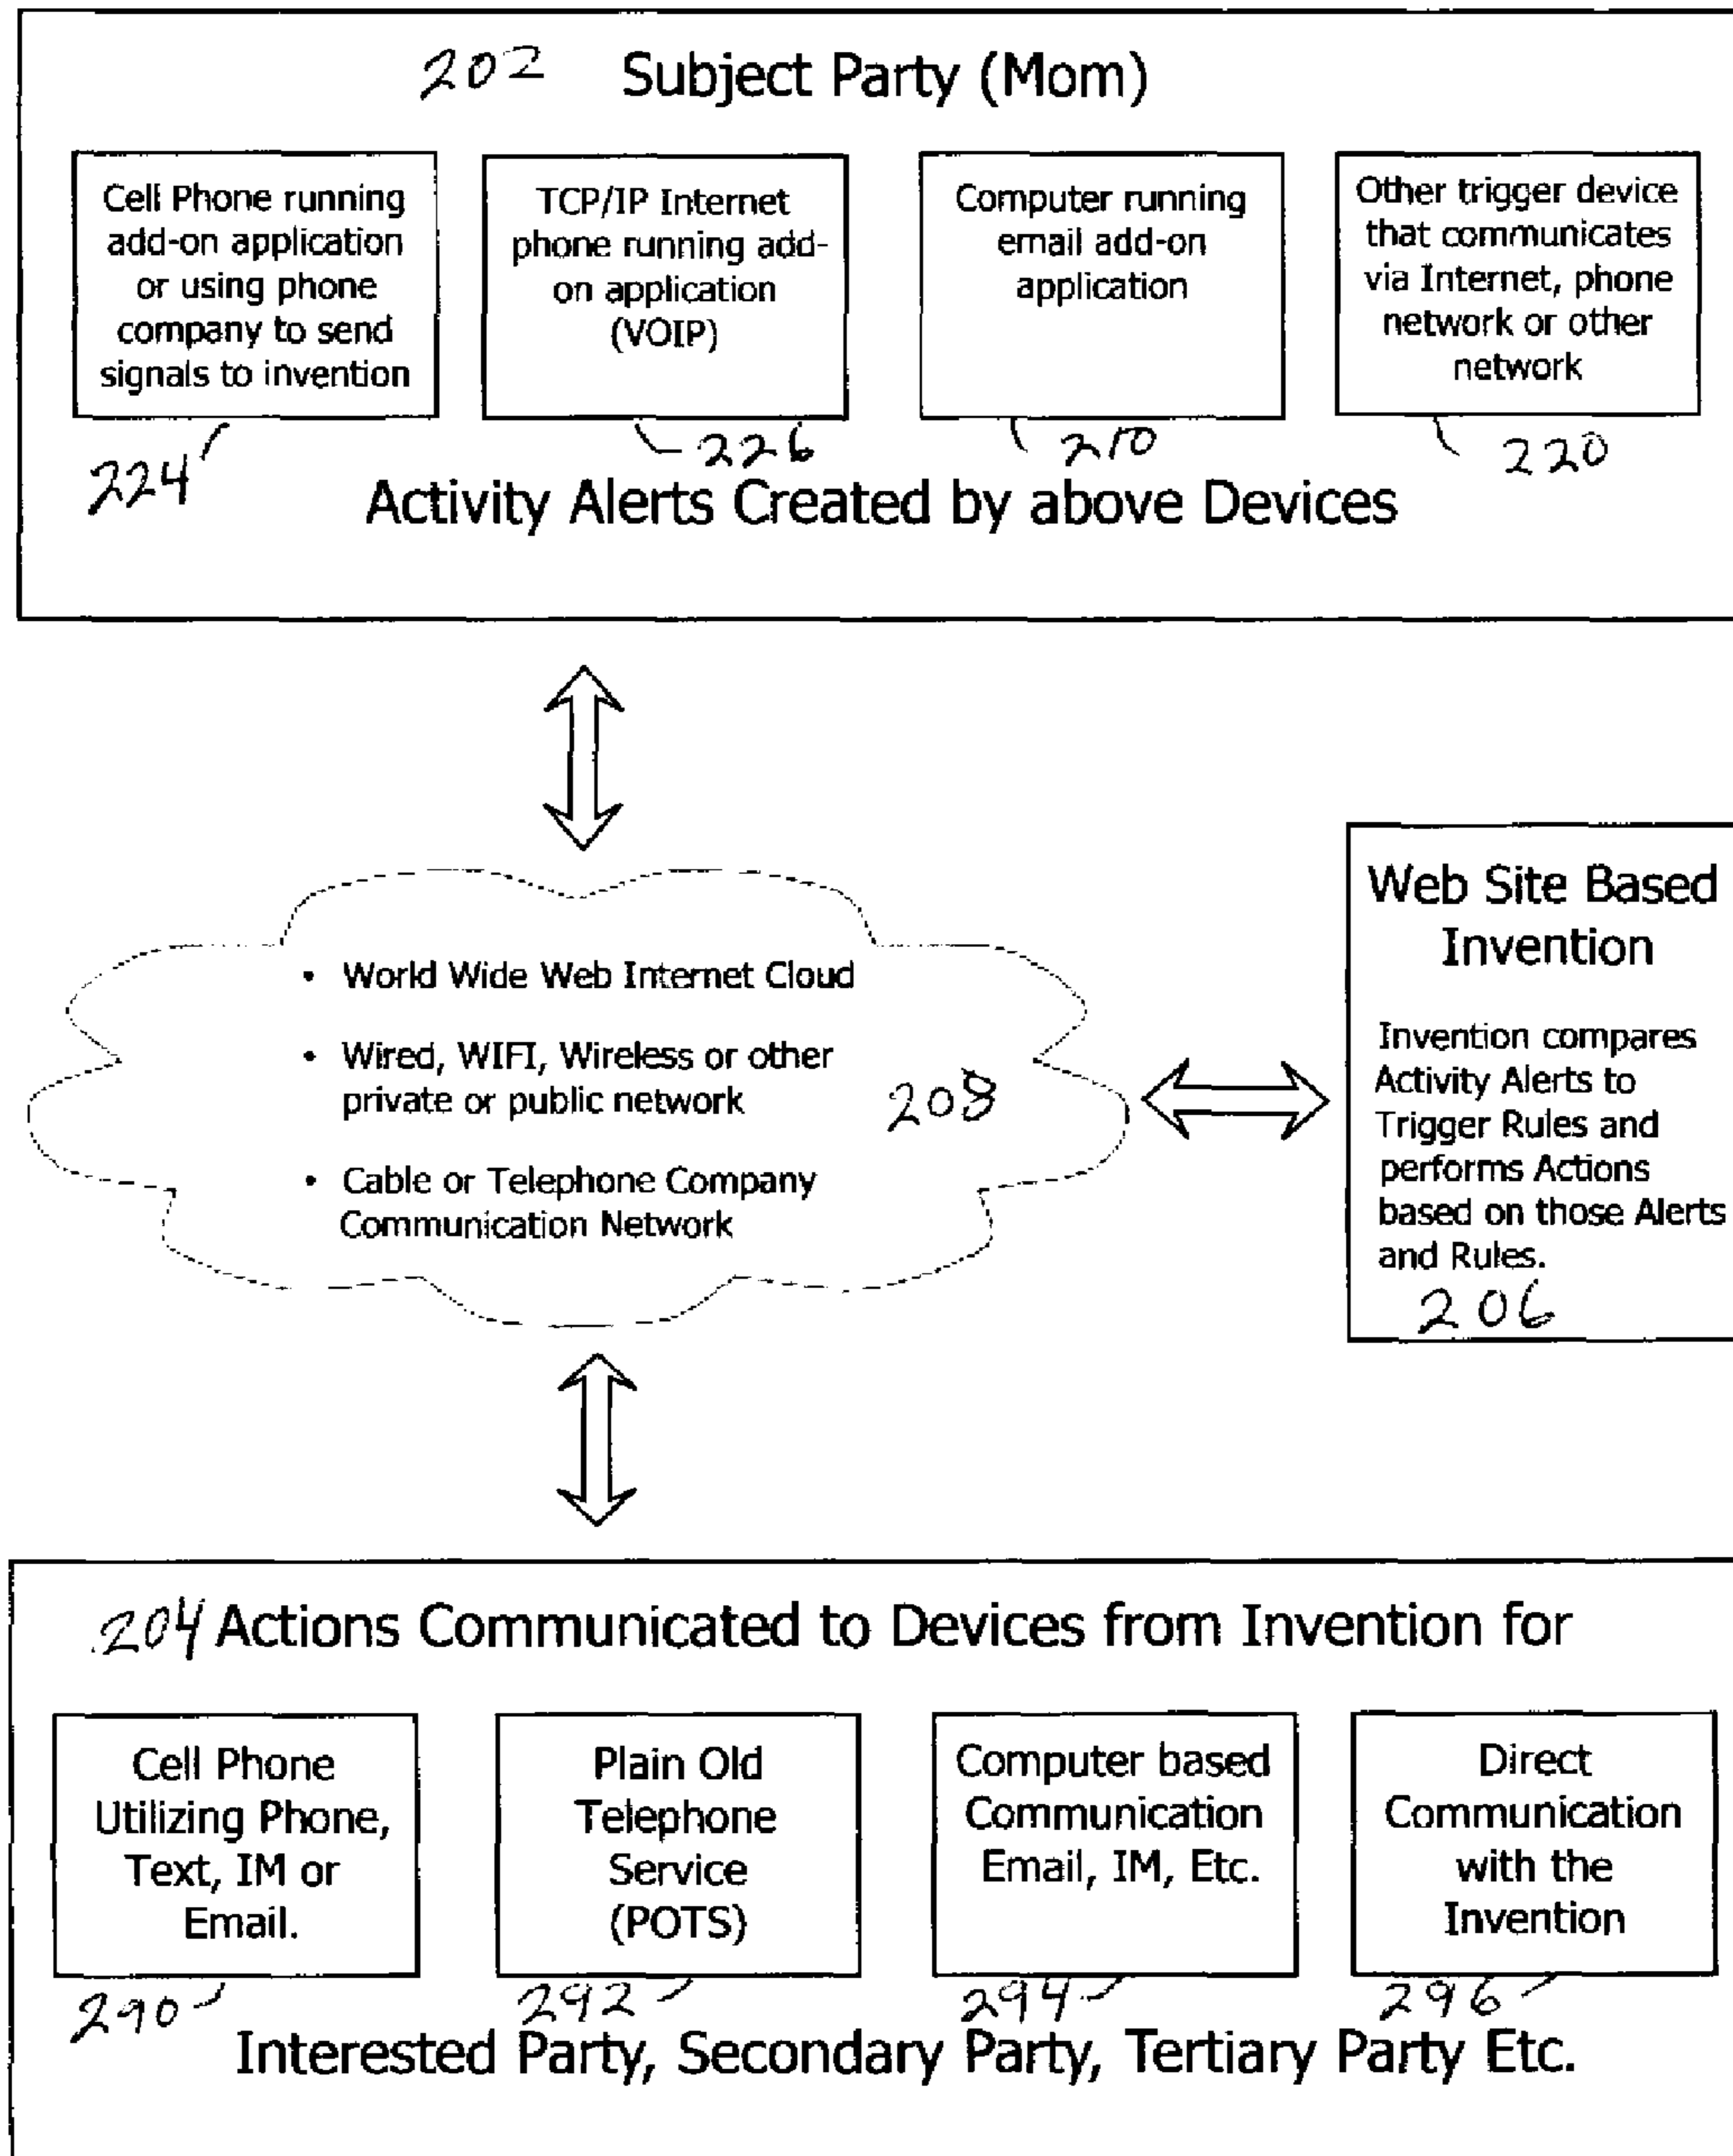 202 Subject Party (Mom)
Cell Phone running
add-on application
or using phone
company to send
signals to invention
TCP/IP Internet
phone running add-
on application
(VOIP)
Computer running
email add-on
application
Other trigger device
that communicates
via Internet, phone
network or other
network
224
226
210
220
Activity Alerts Created by above Devices
• World Wide Web Internet Cloud
• Wired, WIFI, Wireless or other
private or public network
208
• Cable or Telephone Company
Communication Network
Web Site Based
Invention
Invention compares
Activity Alerts to
Trigger Rules and
performs Actions
based on those Alerts
and Rules.
206
204 Actions Communicated to Devices from Invention for
Cell Phone
Utilizing Phone,
Text, IM or
Email.
Plain Old
Telephone
Service
(POTS)
Computer based
Communication
Email, IM, Etc.
Direct
Communication
with the
Invention
290
292
294
296
Interested Party, Secondary Party, Tertiary Party Etc.